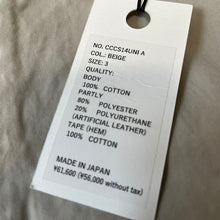 NO. CCCS14UNI A
COL.: BEIGE
SIZE: 3
QUALITY:
BODY
100% COTTON
PARTLY
80% POLYESTER
20% POLYURETHANE
(ARTIFICIAL LEATHER)
TAPE (HEM)
100% COTTON
MADE IN JAPAN
¥61,600 (¥56,000 without tax)